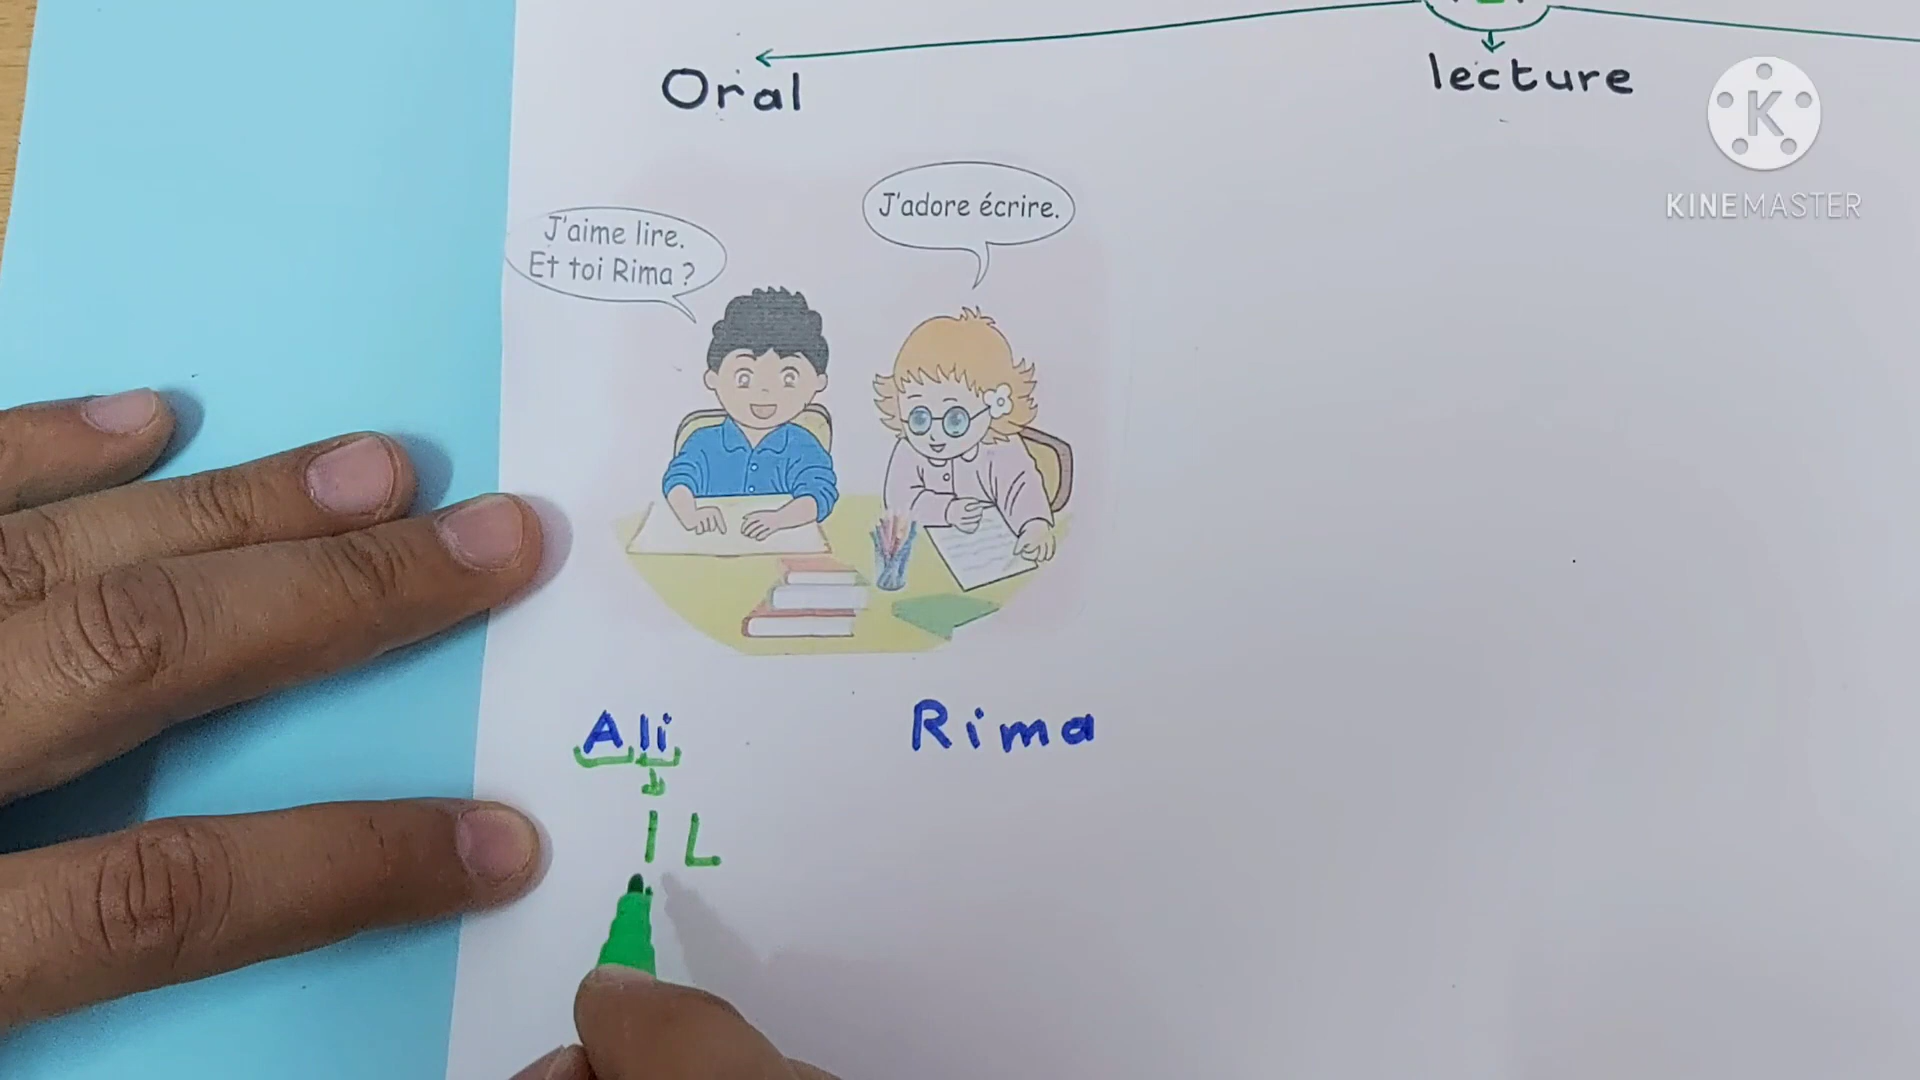 Oral
lecture
K
KINEMASTER
J'aime lire.
Et toi Rima ?
J'adore écrire.
Ali
Rima
l L